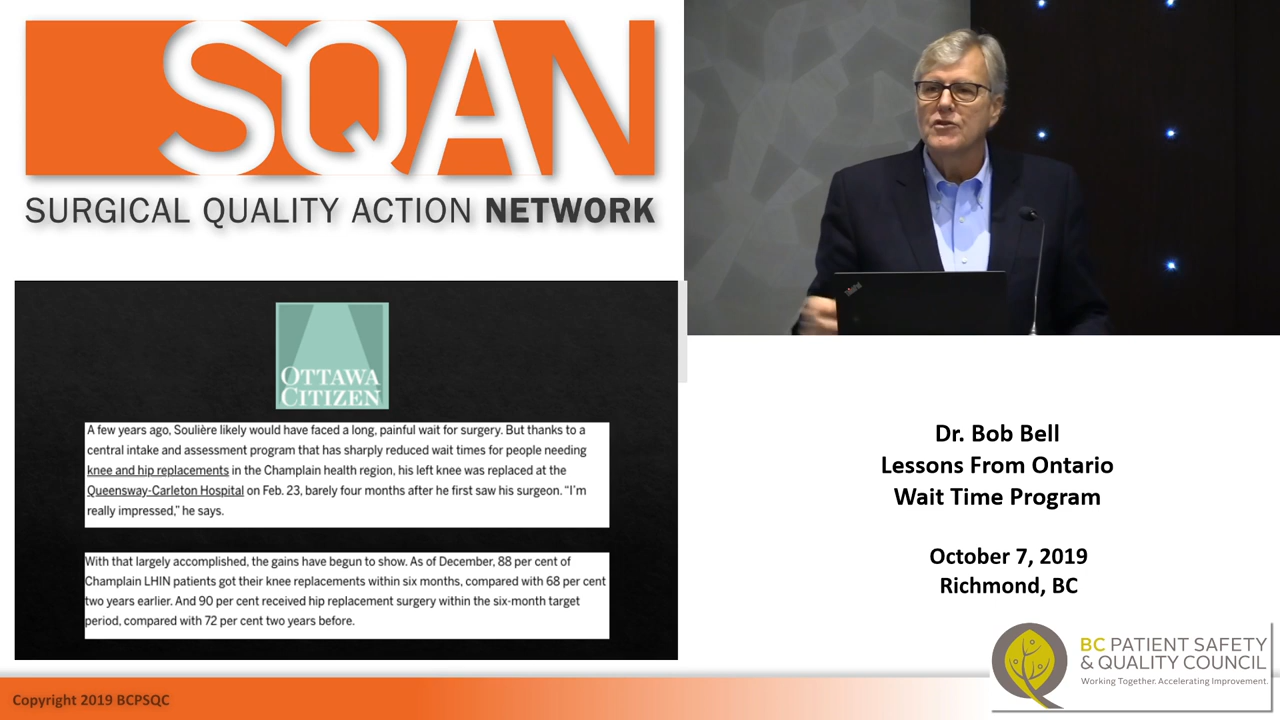 SQAN
SURGICAL QUALITY ACTION NETWORK
OTTAWA
CITIZEN
A few years ago, Soulière likely would have faced a long, painful wait for surgery. But thanks to a
central intake and assessment program that has sharply reduced wait times for people needing
knee and hip replacements in the Champlain health region, his left knee was replaced at the
Queensway-Carleton Hospital on Feb. 23, barely four months after he first saw his surgeon. “I’m
really impressed,” he says.
With that largely accomplished, the gains have begun to show. As of December, 88 per cent of
Champlain LHIN patients got their knee replacements within six months, compared with 68 per cent
two years earlier. And 90 per cent received hip replacement surgery within the six-month target
period, compared with 72 per cent two years before.
ThinkPad
Dr. Bob Bell
Lessons From Ontario
Wait Time Program
October 7, 2019
Richmond, BC
BC PATIENT SAFETY
& QUALITY COUNCIL
Working Together. Accelerating Improvement.
Copyright 2019 BCPSQC